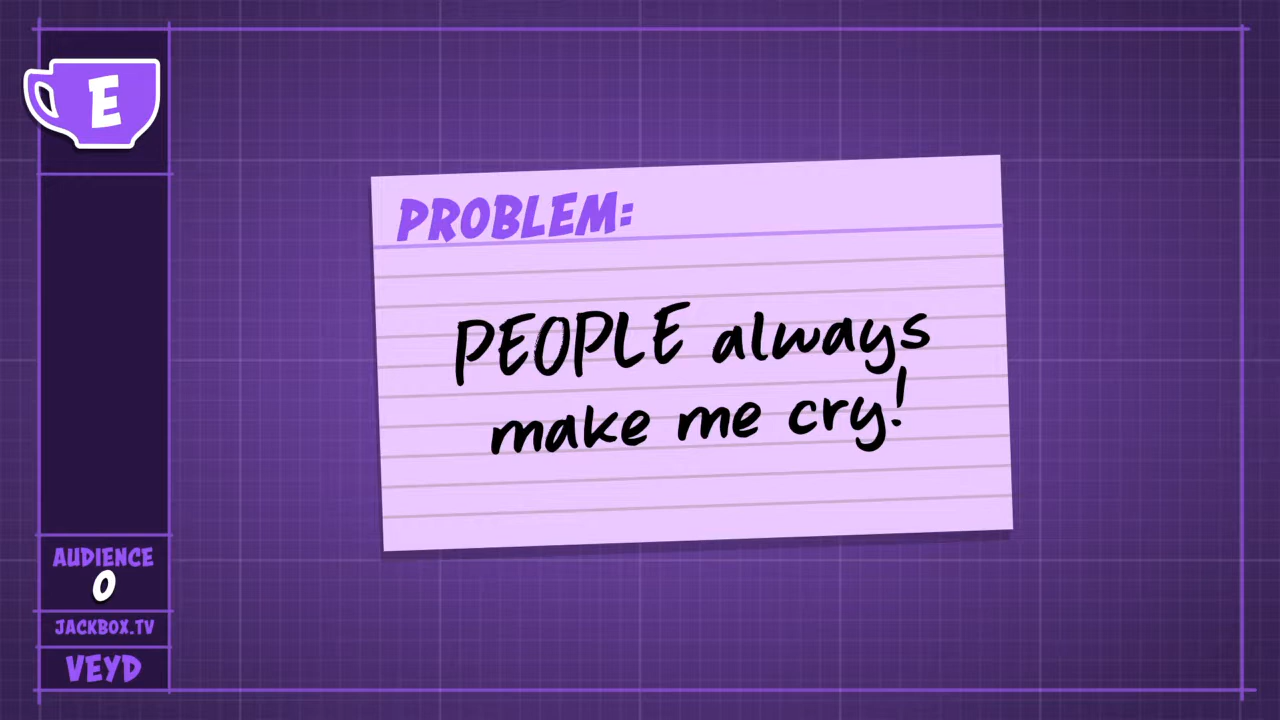 E
PROBLEM:
PEOPLE always
make me cry!
AUDIENCE
0
JACKBOX.TV
VEYD